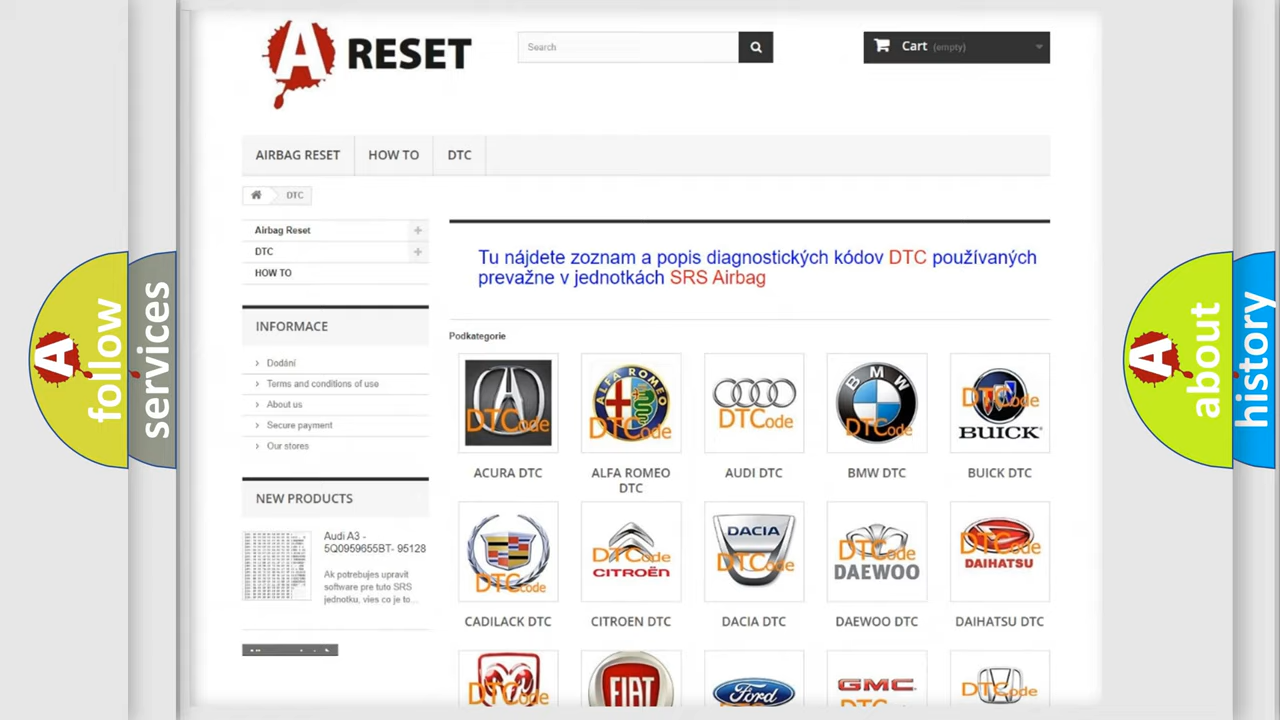 A RESET
Search
Cart (empty)
AIRBAG RESET
HOW TO
DTC
DTC
Airbag Reset
DTC
HOW TO
Tu nájdete zoznam a popis diagnostických kódov DTC používaných
prevažne v jednotkách SRS Airbag
INFORMACE
Dodání
Terms and conditions of use
About us
Secure payment
Our stores
Podkategorie
DTCode
ACURA DTC
ALFA ROMEO
DTCode
ALFA ROMEO
DTC
DTCode
AUDI DTC
BMW
DTCode
BMW DTC
DTCode
BUICK
BUICK DTC
NEW PRODUCTS
Audi A3 -
5Q0959655BT- 95128
Ak potrebujes upravit
software pre tuto SRS
jednotku, vies co je to...
DTCode
CADILACK DTC
DTCode
CITROËN
CITROEN DTC
DACIA
DTCode
DACIA DTC
DTCode
DAEWOO
DAEWOO DTC
DTCode
DAIHATSU
DAIHATSU DTC
DTCode
FIAT
Ford
GMC
DTCode
A follow
services
A about
history